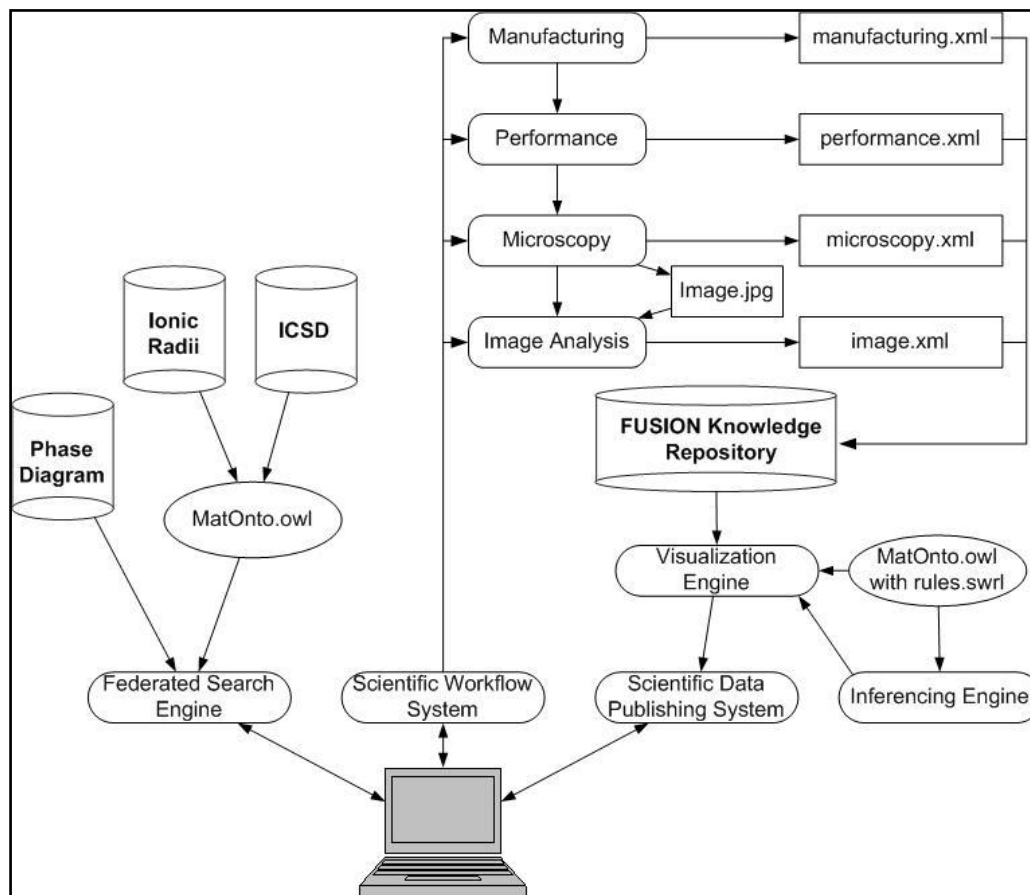 Manufacturing
manufacturing.xml
Performance
performance.xml
Microscopy
microscopy.xml
Image.jpg
Image Analysis
image.xml
Ionic
Radii
ICSD
Phase
Diagram
MatOnto.owl
FUSION Knowledge
Repository
Visualization
Engine
MatOnto.owl
with rules.swrl
Federated Search
Engine
Scientific Workflow
System
Scientific Data
Publishing System
Inferencing Engine